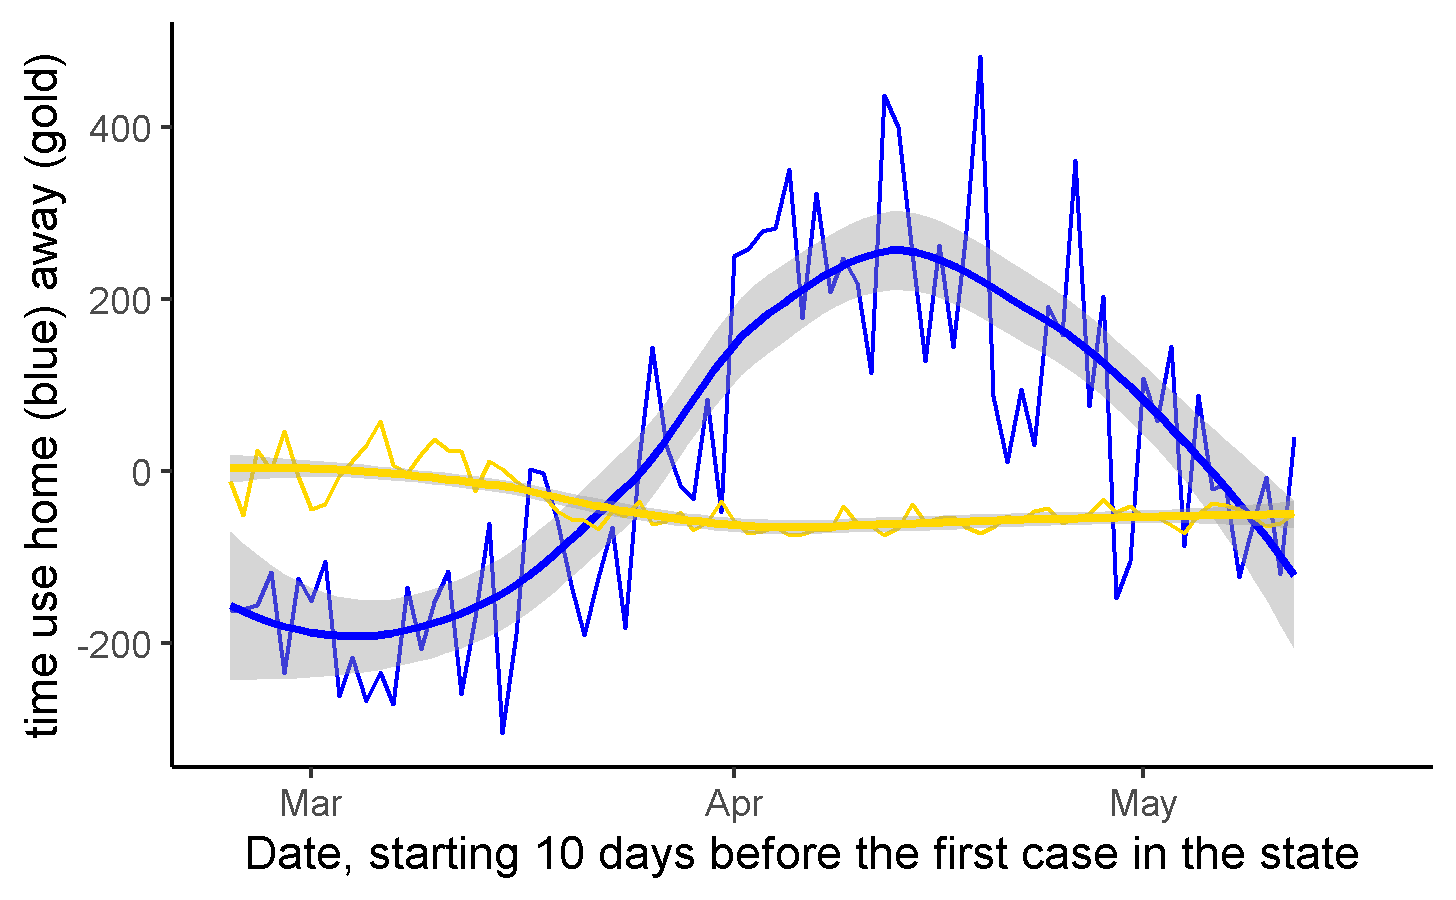 time use home (blue) away (gold)
400
200
0
-200
Mar
Apr
May
Date, starting 10 days before the first case in the state